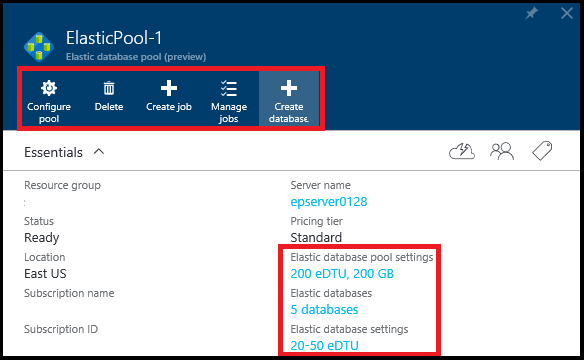 ElasticPool-1
Elastic database pool (preview)
Configure pool
Delete
Create job
Manage jobs
Create database
Essentials
Resource group
:
Server name
epserver0128
Status
Ready
Pricing tier
Standard
Location
East US
Elastic database pool settings
200 eDTU, 200 GB
Subscription name
Elastic databases
5 databases
Subscription ID
Elastic database settings
20-50 eDTU